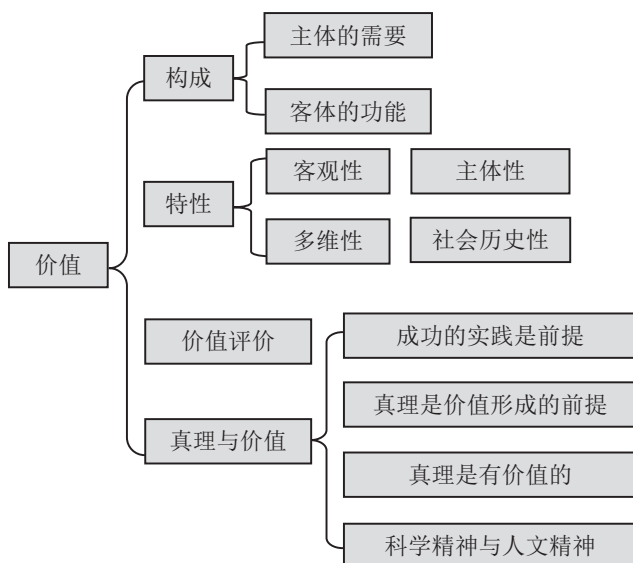 主体的需要
构成
客体的功能
客观性 主体性
特性
多维性 社会历史性
价值
价值评价
成功的实践是前提
真理是价值形成的前提
真理与价值
真理是有价值的
科学精神与人文精神